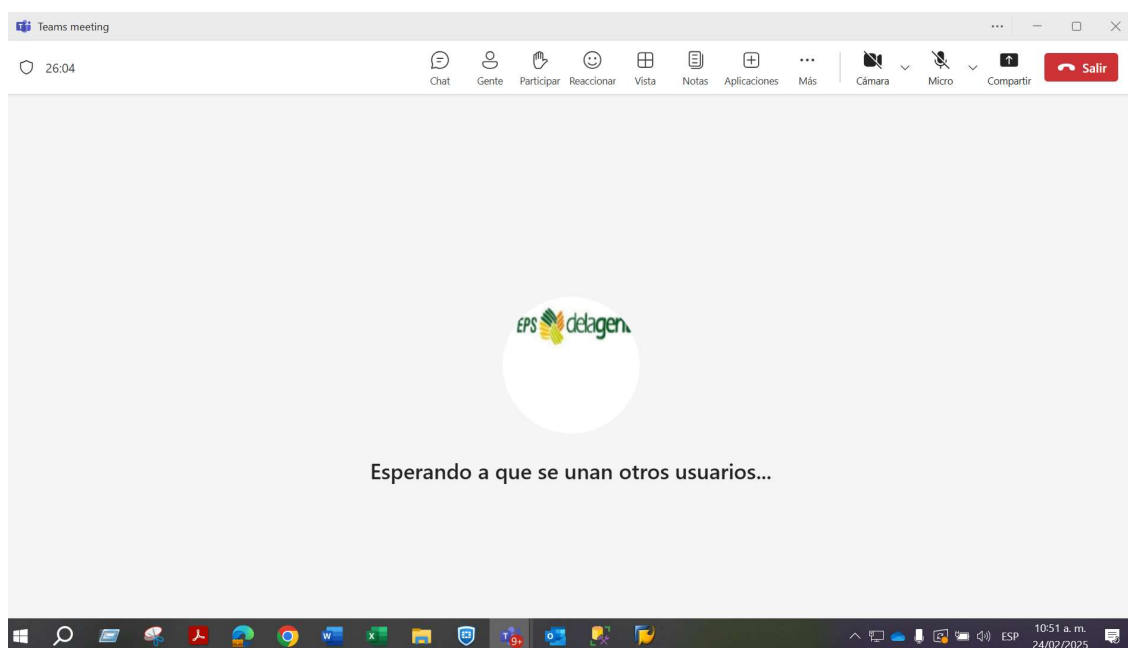 Teams meeting
26:04
Chat
Gente
Participar
Reaccionar
Vista
Notas
Aplicaciones
Más
Cámara
Micro
Compartir
Salir
EPS delagen
Esperando a que se unan otros usuarios...
9+
ESP
10:51 a. m.
24/02/2025